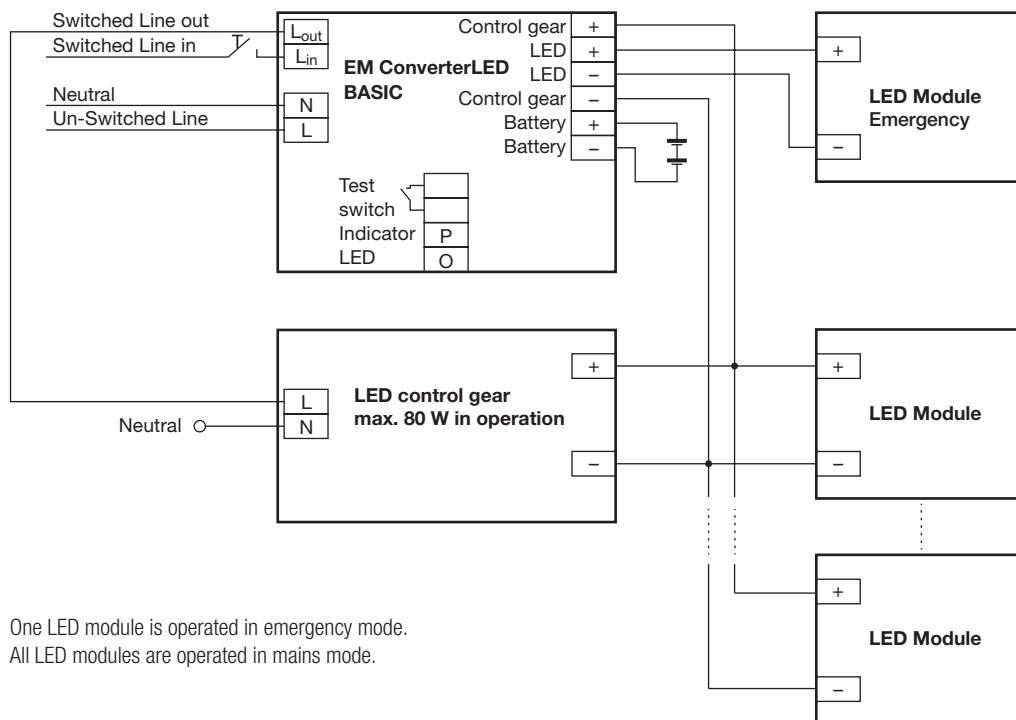 Switched Line out
Switched Line in
Neutral
Un-Switched Line
Lout
Lin
N
L
EM ConverterLED
BASIC
Control gear +
LED +
LED −
Control gear −
Battery +
Battery −
Test
switch
Indicator P
LED O
+
−
LED Module
Emergency
LED control gear
max. 80 W in operation
L
N
Neutral
+
−
+
−
LED Module
+
−
LED Module
One LED module is operated in emergency mode.
All LED modules are operated in mains mode.